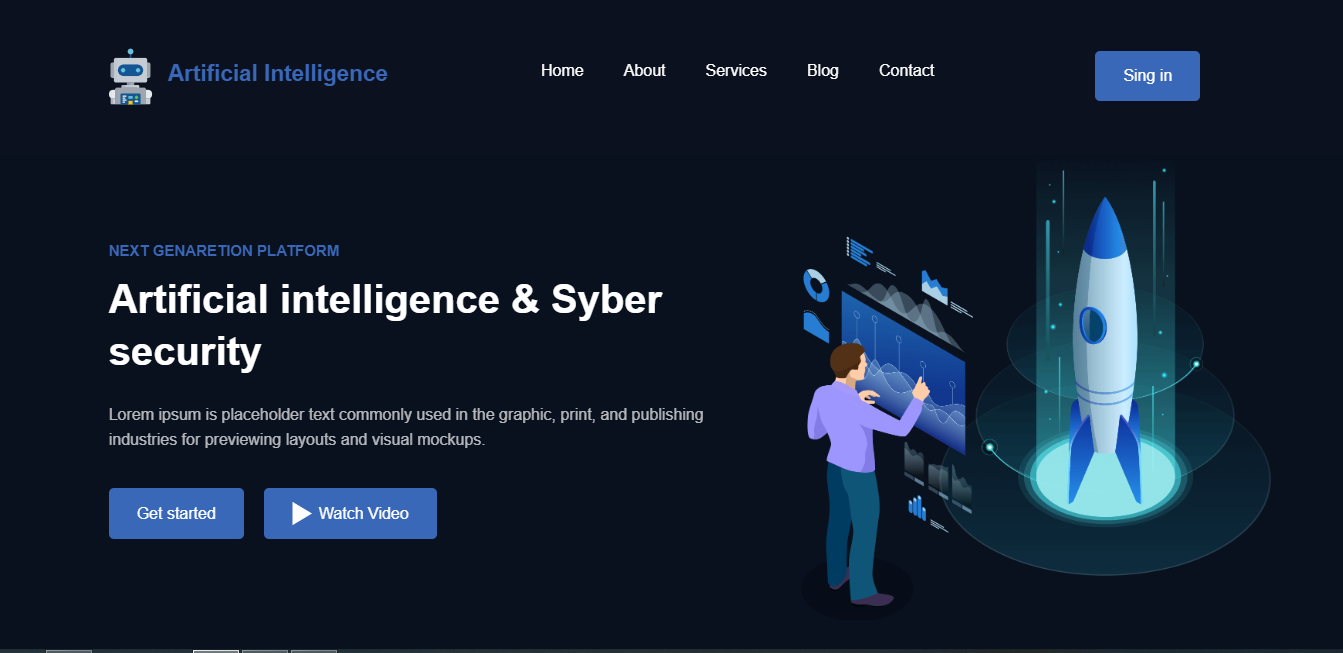 Artificial Intelligence
Home About Services Blog Contact
Sing in
NEXT GENARETION PLATFORM
Artificial intelligence & Syber
security
Lorem ipsum is placeholder text commonly used in the graphic, print, and publishing
industries for previewing layouts and visual mockups.
Get started
Watch Video